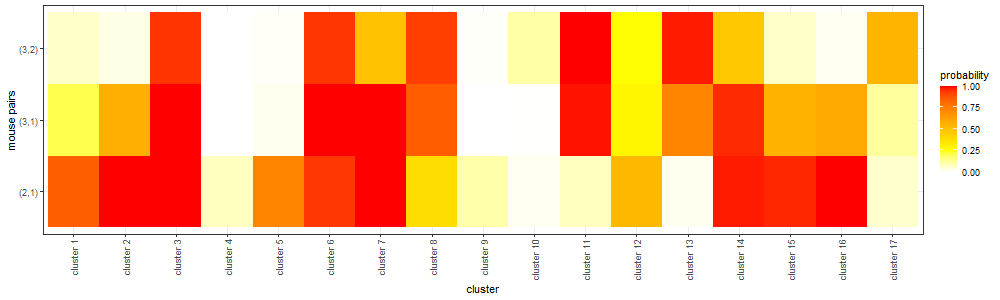 mouse pairs
(3,2)
(3,1)
(2,1)
cluster 1
cluster 2
cluster 3
cluster 4
cluster 5
cluster 6
cluster 7
cluster 8
cluster 9
cluster 10
cluster 11
cluster 12
cluster 13
cluster 14
cluster 15
cluster 16
cluster 17
cluster
probability
1.00
0.75
0.50
0.25
0.00